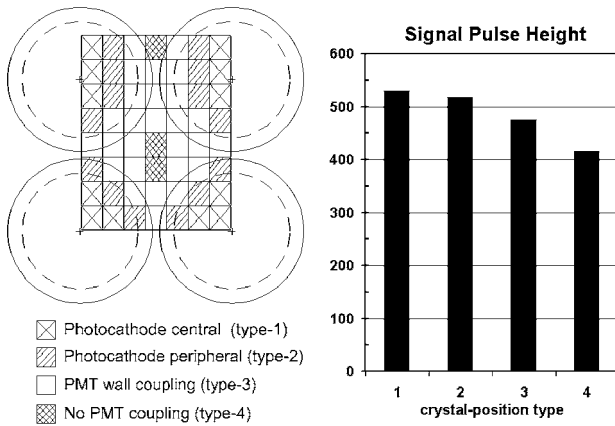 Photocathode central (type-1)
Photocathode peripheral (type-2)
PMT wall coupling (type-3)
No PMT coupling (type-4)
Signal Pulse Height
600
500
400
300
200
100
0
1 2 3 4
crystal-position type